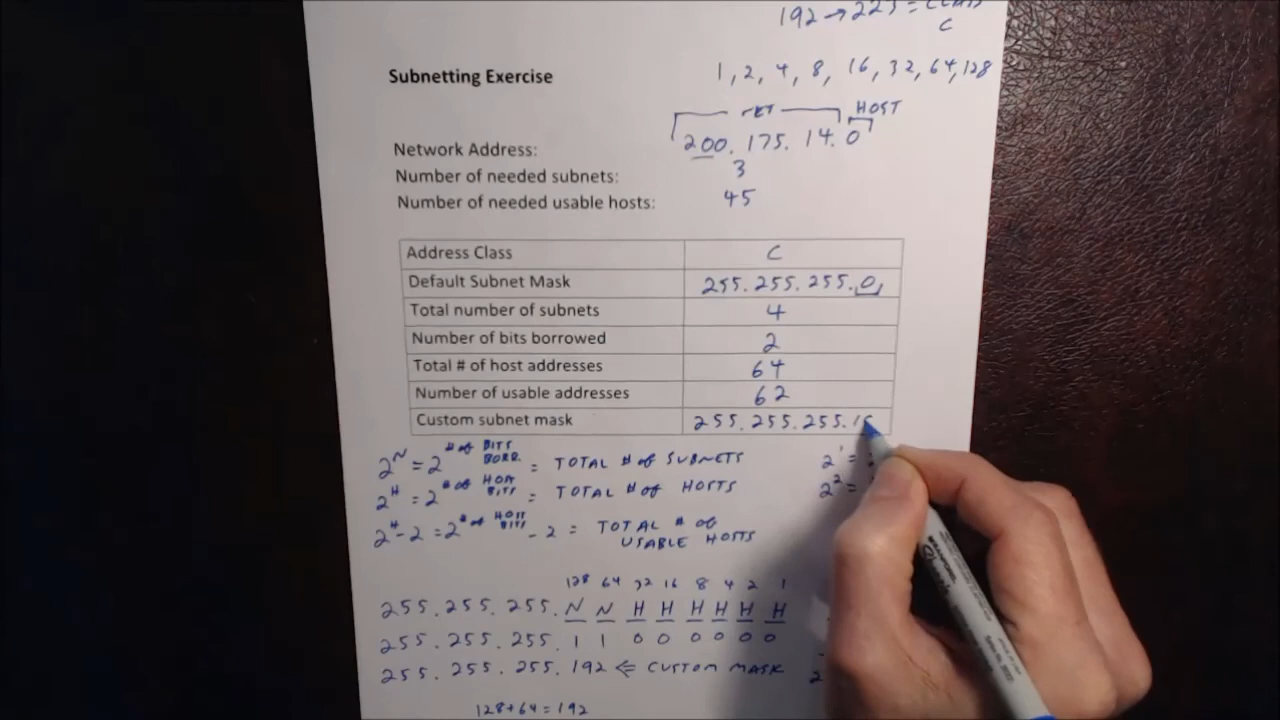 192 → 223 = CLASS
C
Subnetting Exercise
1, 2, 4, 8, 16, 32, 64, 128
NET HOST
Network Address: 200.175.14.0
Number of needed subnets: 3
Number of needed usable hosts: 45
Address Class C
Default Subnet Mask 255.255.255.0
Total number of subnets 4
Number of bits borrowed 2
Total # of host addresses 64
Number of usable addresses 62
Custom subnet mask 255.255.255.19
2^N = 2^# of BITS BORR. = TOTAL # of SUBNETS
2^H = 2^# of HOST BITS = TOTAL # of HOSTS
2^H - 2 = 2^# of HOST BITS - 2 = TOTAL # of
USABLE HOSTS
2^1 =
2^2 =
128 64 32 16 8 4 2 1
255.255.255. N N H H H H H H
255.255.255. 1 1 0 0 0 0 0 0
255.255.255.192 ⇐ CUSTOM MASK
128+64=192